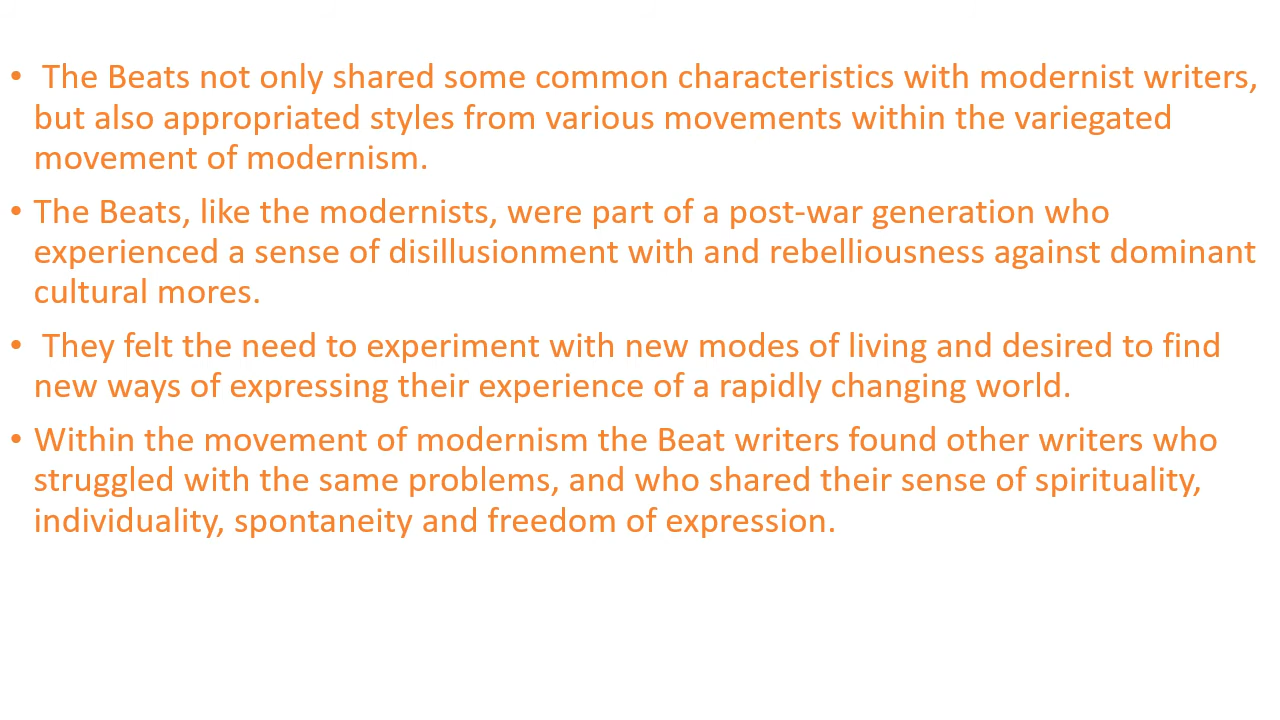 • The Beats not only shared some common characteristics with modernist writers,
but also appropriated styles from various movements within the variegated
movement of modernism.
• The Beats, like the modernists, were part of a post-war generation who
experienced a sense of disillusionment with and rebelliousness against dominant
cultural mores.
• They felt the need to experiment with new modes of living and desired to find
new ways of expressing their experience of a rapidly changing world.
• Within the movement of modernism the Beat writers found other writers who
struggled with the same problems, and who shared their sense of spirituality,
individuality, spontaneity and freedom of expression.